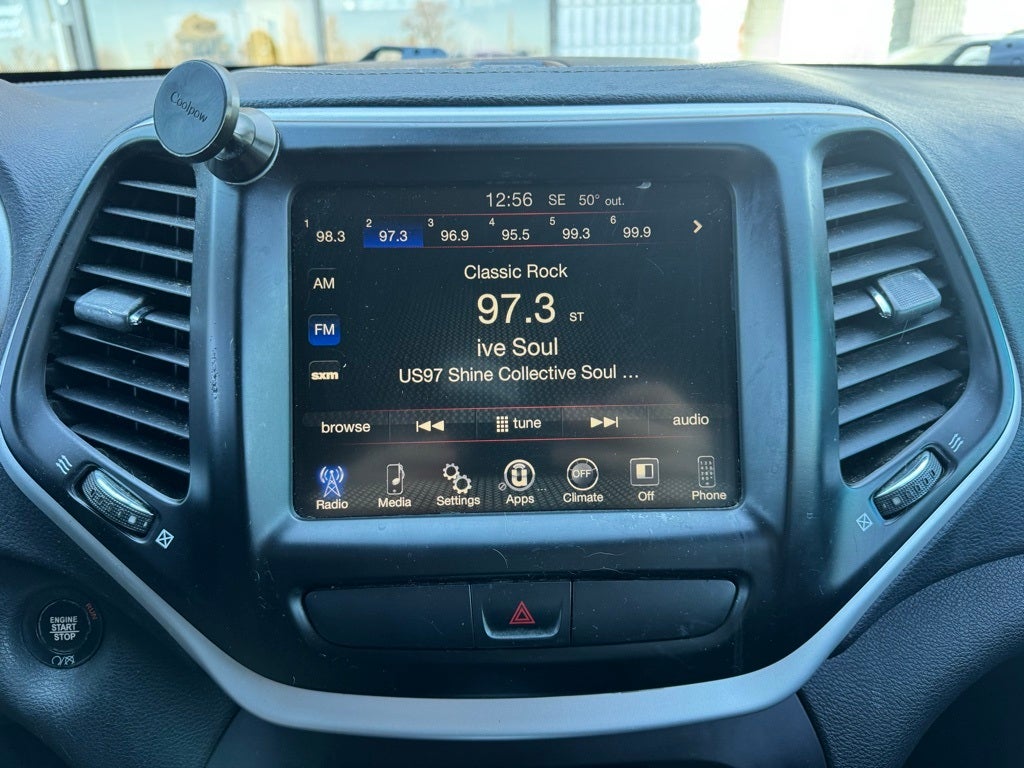 Coolpow
12:56 SE 50° out.
1 98.3 2 97.3 3 96.9 4 95.5 5 99.3 6 99.9
AM
Classic Rock
97.3 ST
FM
ive Soul
sxm
US97 Shine Collective Soul ...
browse tune audio
OFF
Radio Media Settings Apps Climate Off Phone
ENGINE
START
STOP
RUN